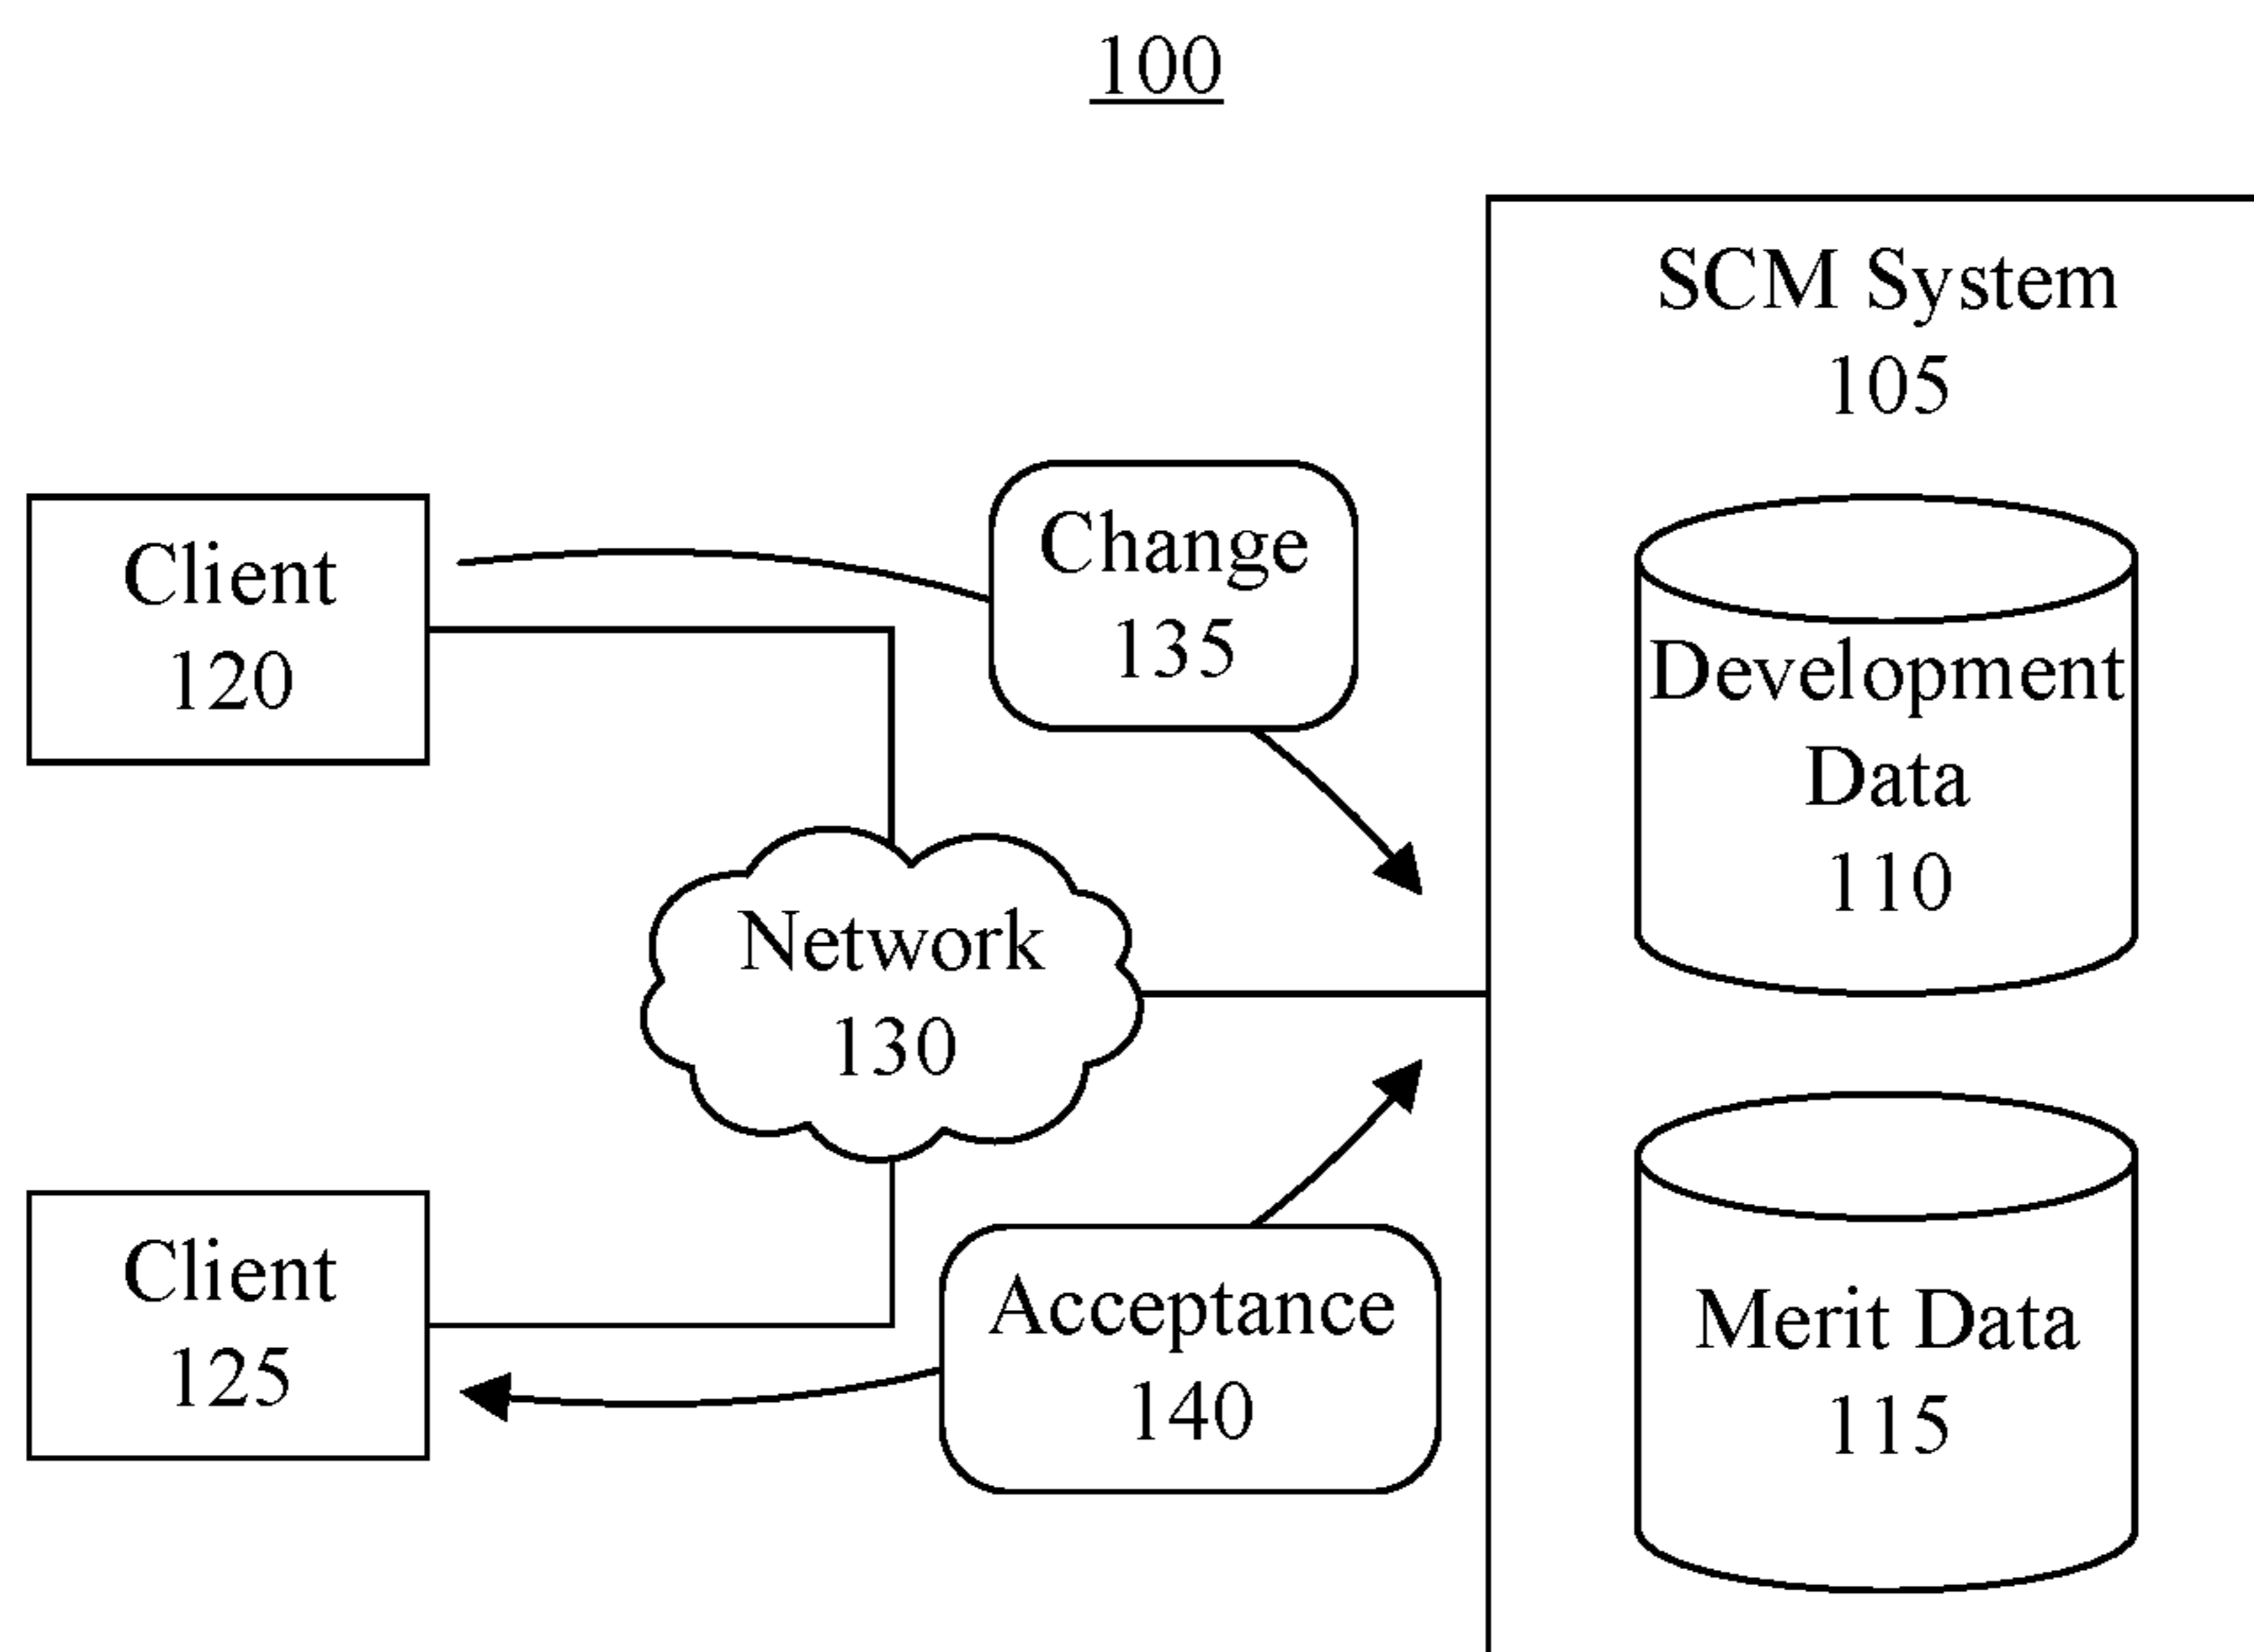 100
SCM System
105
Client
120
Change
135
Development
Data
110
Network
130
Client
125
Acceptance
140
Merit Data
115